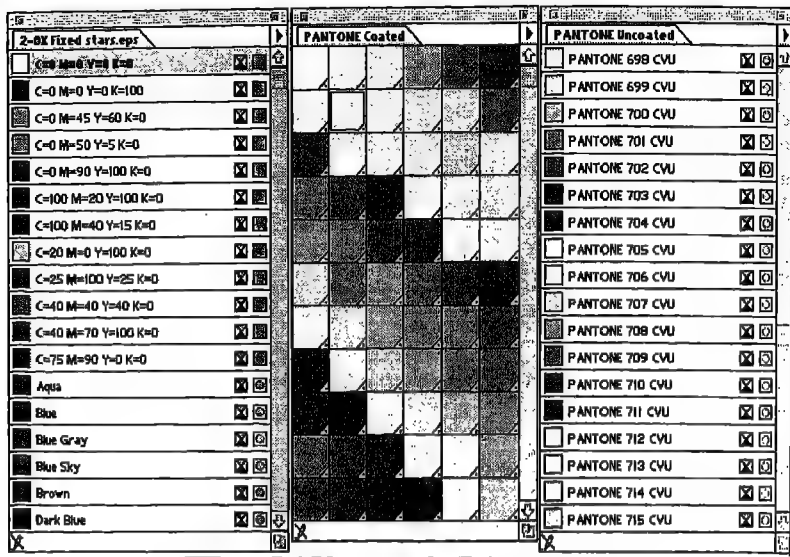 2-0X Fixed stars.eps
C=0 M=0 Y=0 K=0
C=0 M=0 Y=0 K=100
C=0 M=45 Y=60 K=0
C=0 M=50 Y=5 K=0
C=0 M=90 Y=100 K=0
C=100 M=20 Y=100 K=0
C=100 M=40 Y=15 K=0
C=20 M=0 Y=100 K=0
C=25 M=100 Y=25 K=0
C=40 M=40 Y=40 K=0
C=40 M=70 Y=100 K=0
C=75 M=90 Y=0 K=0
Aqua
Blue
Blue Gray
Blue Sky
Brown
Dark Blue
PANTONE Coated
PANTONE Uncoated
PANTONE 698 CVU
PANTONE 699 CVU
PANTONE 700 CVU
PANTONE 701 CVU
PANTONE 702 CVU
PANTONE 703 CVU
PANTONE 704 CVU
PANTONE 705 CVU
PANTONE 706 CVU
PANTONE 707 CVU
PANTONE 708 CVU
PANTONE 709 CVU
PANTONE 710 CVU
PANTONE 711 CVU
PANTONE 712 CVU
PANTONE 713 CVU
PANTONE 714 CVU
PANTONE 715 CVU